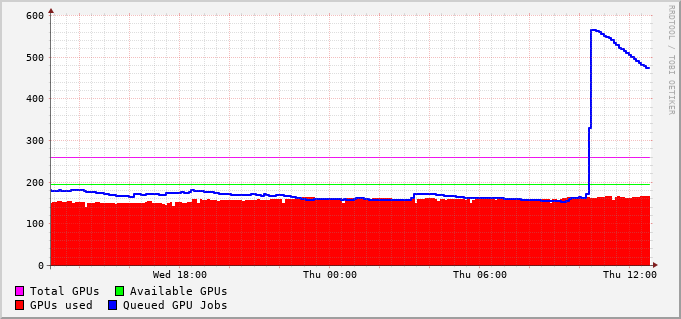 600
500
400
300
200
100
0
Wed 18:00 Thu 00:00 Thu 06:00 Thu 12:00
Total GPUs Available GPUs
GPUs used Queued GPU Jobs
RRDTOOL / TOBI OETIKER